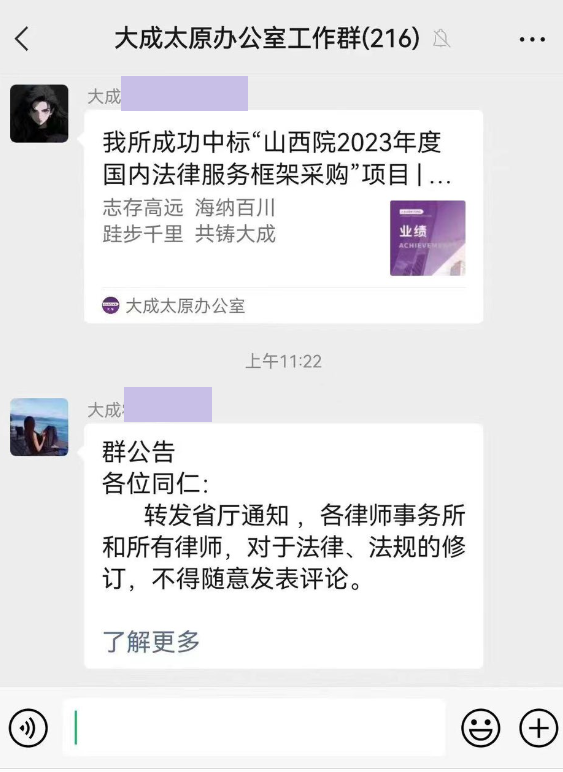 大成太原办公室工作群(216)
大成
我所成功中标“山西院2023年度
国内法律服务框架采购”项目 | ...
志存高远 海纳百川
跬步千里 共铸大成
业绩
ACHIEVEMENT
大成太原办公室
上午11:22
大成
群公告
各位同仁：
转发省厅通知 ，各律师事务所
和所有律师，对于法律、法规的修
订，不得随意发表评论。
了解更多